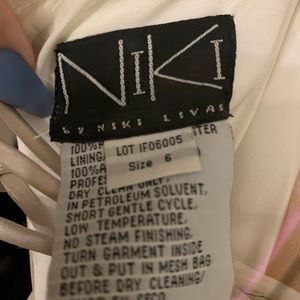 NIKI
BY NIKI LIVAS
LOT IF06005
Size 6
100%
LINING
100%
DRY CLEAN ONLY
IN PETROLEUM SOLVENT,
SHORT GENTLE CYCLE,
LOW TEMPERATURE,
NO STEAM FINISHING.
TURN GARMENT INSIDE
OUT & PUT IN MESH BAG
BEFORE DRY CLEANING/